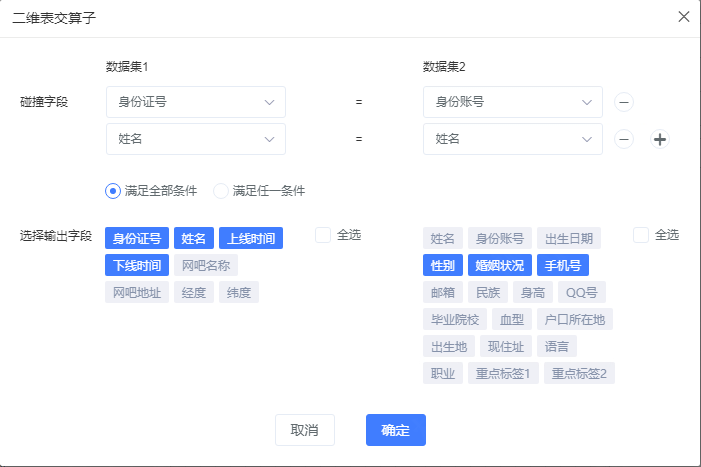 二维表交算子
数据集1 数据集2
碰撞字段 身份证号 = 身份账号
姓名 = 姓名
满足全部条件 满足任一条件
选择输出字段 身份证号 姓名 上线时间 全选 姓名 身份账号 出生日期 全选
下线时间 网吧名称 性别 婚姻状况 手机号
网吧地址 经度 纬度 邮箱 民族 身高 QQ号
毕业院校 血型 户口所在地
出生地 现住址 语言
职业 重点标签1 重点标签2
取消 确定